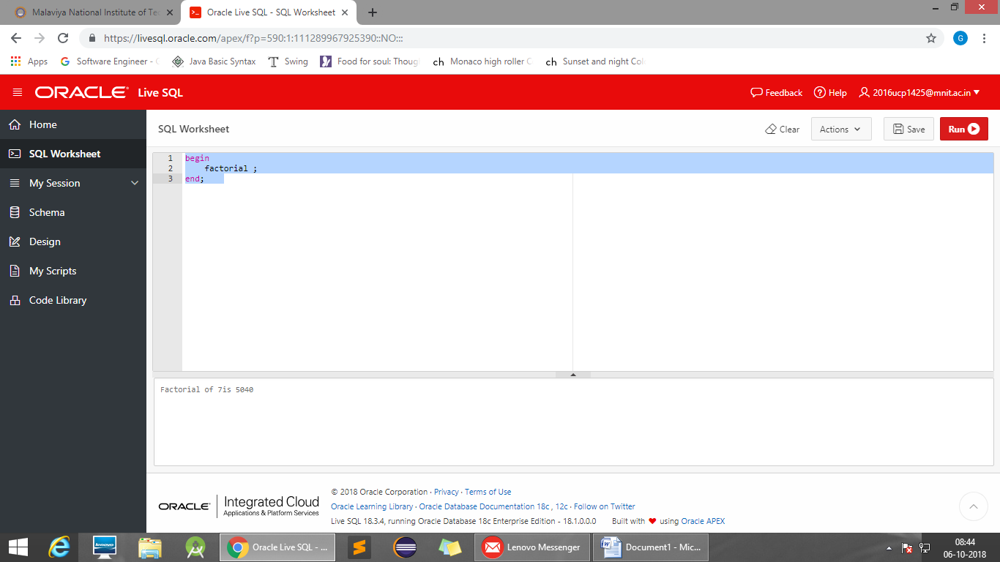 Malaviya National Institute of Tec
Oracle Live SQL - SQL Worksheet
https://livesql.oracle.com/apex/f?p=590:1:111289967925390::NO:::
G
Apps
Software Engineer - C
Java Basic Syntax
Swing
Food for soul: Thoug
ch Monaco high roller C
ch Sunset and night Col
ORACLE Live SQL
Feedback
Help
2016ucp1425@mnit.ac.in
Home
SQL Worksheet
My Session
Schema
Design
My Scripts
Code Library
SQL Worksheet
Clear
Actions
Save
Run
1 begin
2 factorial ;
3 end;
Factorial of 7is 5040
ORACLE Integrated Cloud
Applications & Platform Services
© 2018 Oracle Corporation · Privacy · Terms of Use
Oracle Learning Library · Oracle Database Documentation 18c , 12c · Follow on Twitter
Live SQL 18.3.4, running Oracle Database 18c Enterprise Edition - 18.1.0.0.0 Built with ♥ using Oracle APEX
lenovo
Oracle Live SQL - ...
Lenovo Messenger
Document1 - Mic...
08:44
06-10-2018